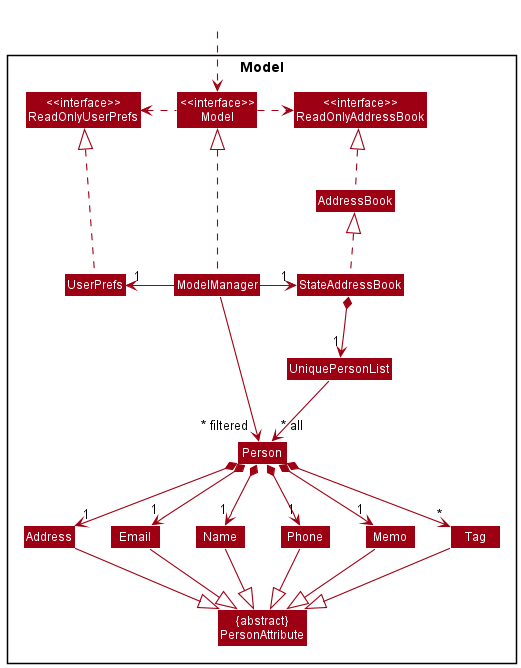 Model
<<interface>>
ReadOnlyUserPrefs
<<interface>>
Model
<<interface>>
ReadOnlyAddressBook
AddressBook
UserPrefs
1
ModelManager
1
StateAddressBook
1
UniquePersonList
* filtered
* all
Person
1
1
1
1
1
*
Address
Email
Name
Phone
Memo
Tag
{abstract}
PersonAttribute